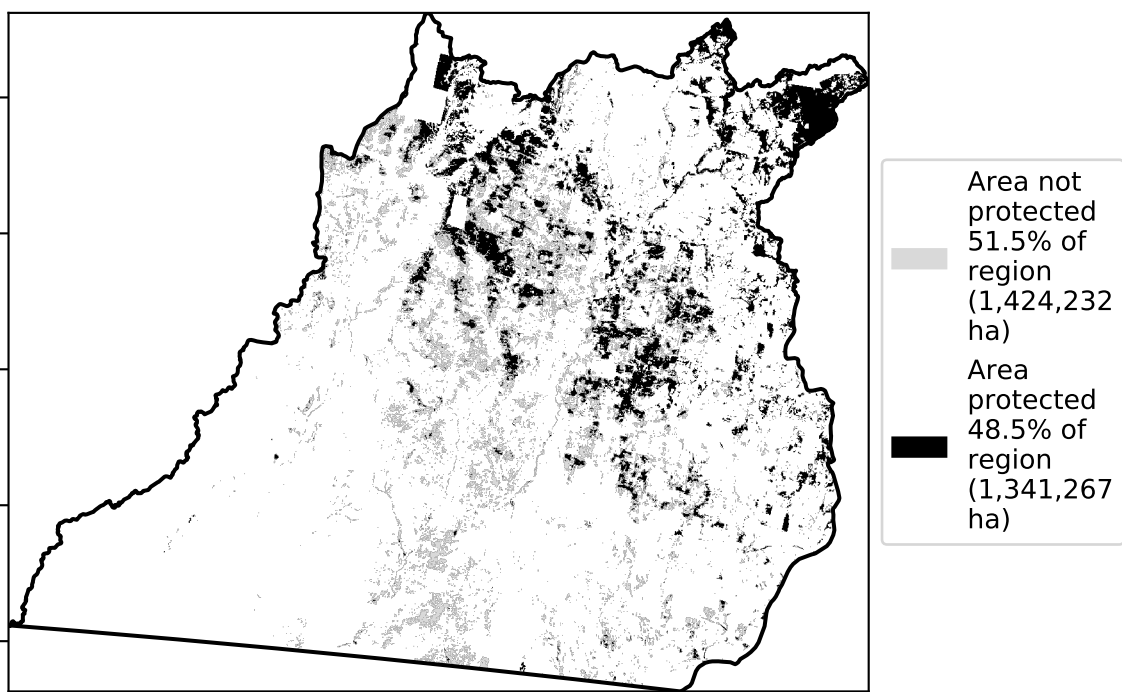 Area not
protected
51.5% of
region
(1,424,232
ha)
Area
protected
48.5% of
region
(1,341,267
ha)